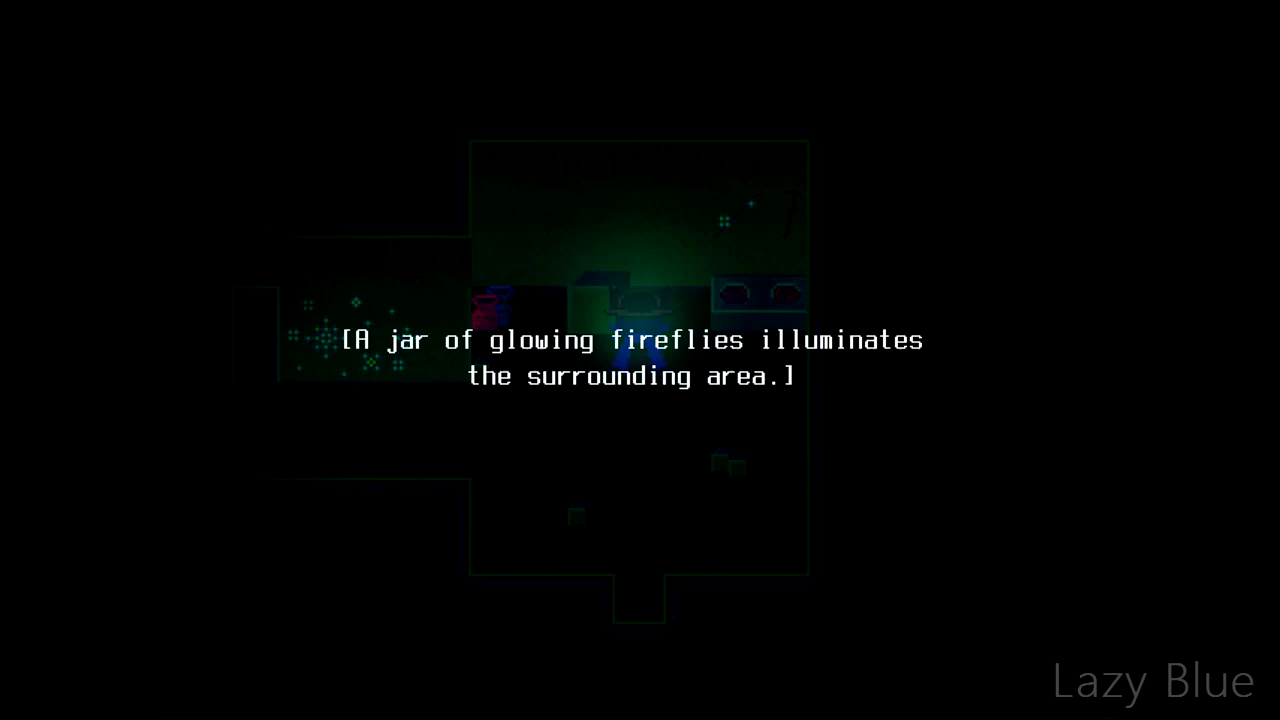 [A jar of glowing fireflies illuminates
the surrounding area.]
Lazy Blue